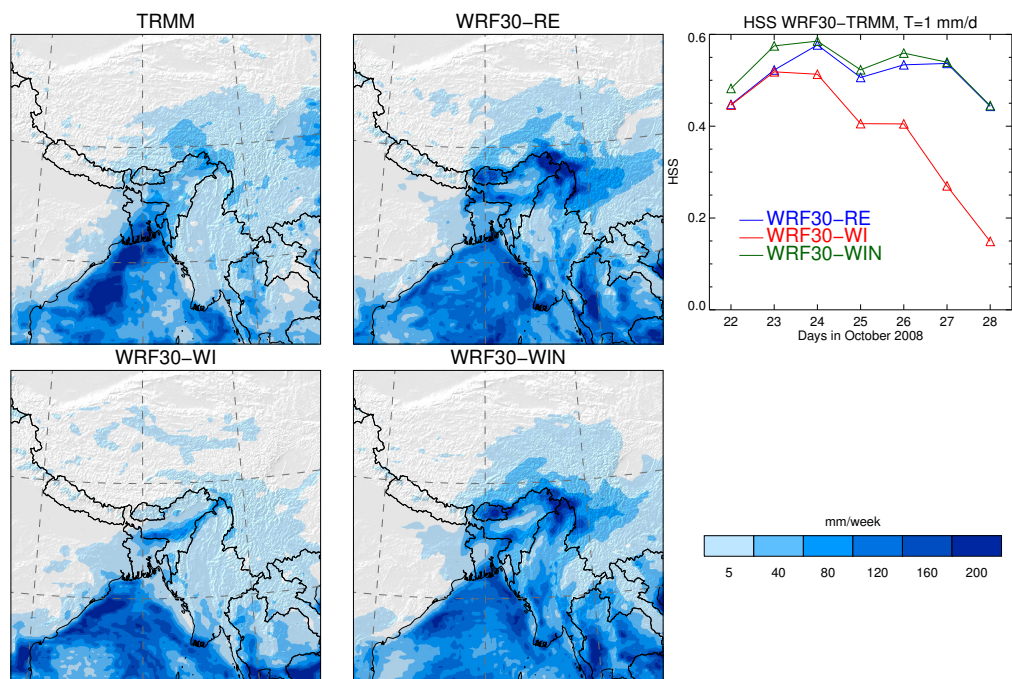 TRMM
WRF30-RE
HSS WRF30-TRMM, T=1 mm/d
0.6
0.4
0.2
0.0
HSS
WRF30-RE
WRF30-WI
WRF30-WIN
22 23 24 25 26 27 28
Days in October 2008
WRF30-WI
WRF30-WIN
mm/week
5 40 80 120 160 200